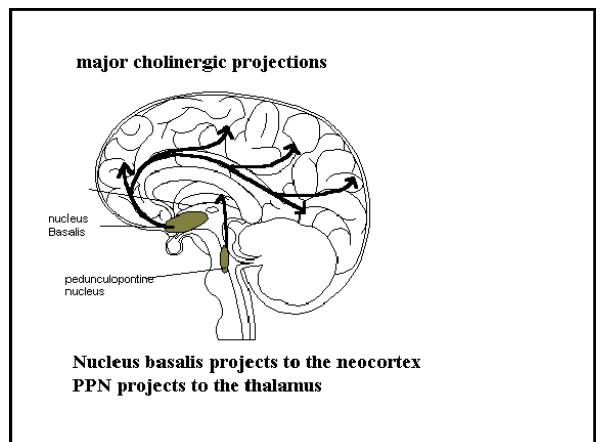 major cholinergic projections
nucleus
Basalis
pedunculopontine
nucleus
Nucleus basalis projects to the neocortex
PPN projects to the thalamus